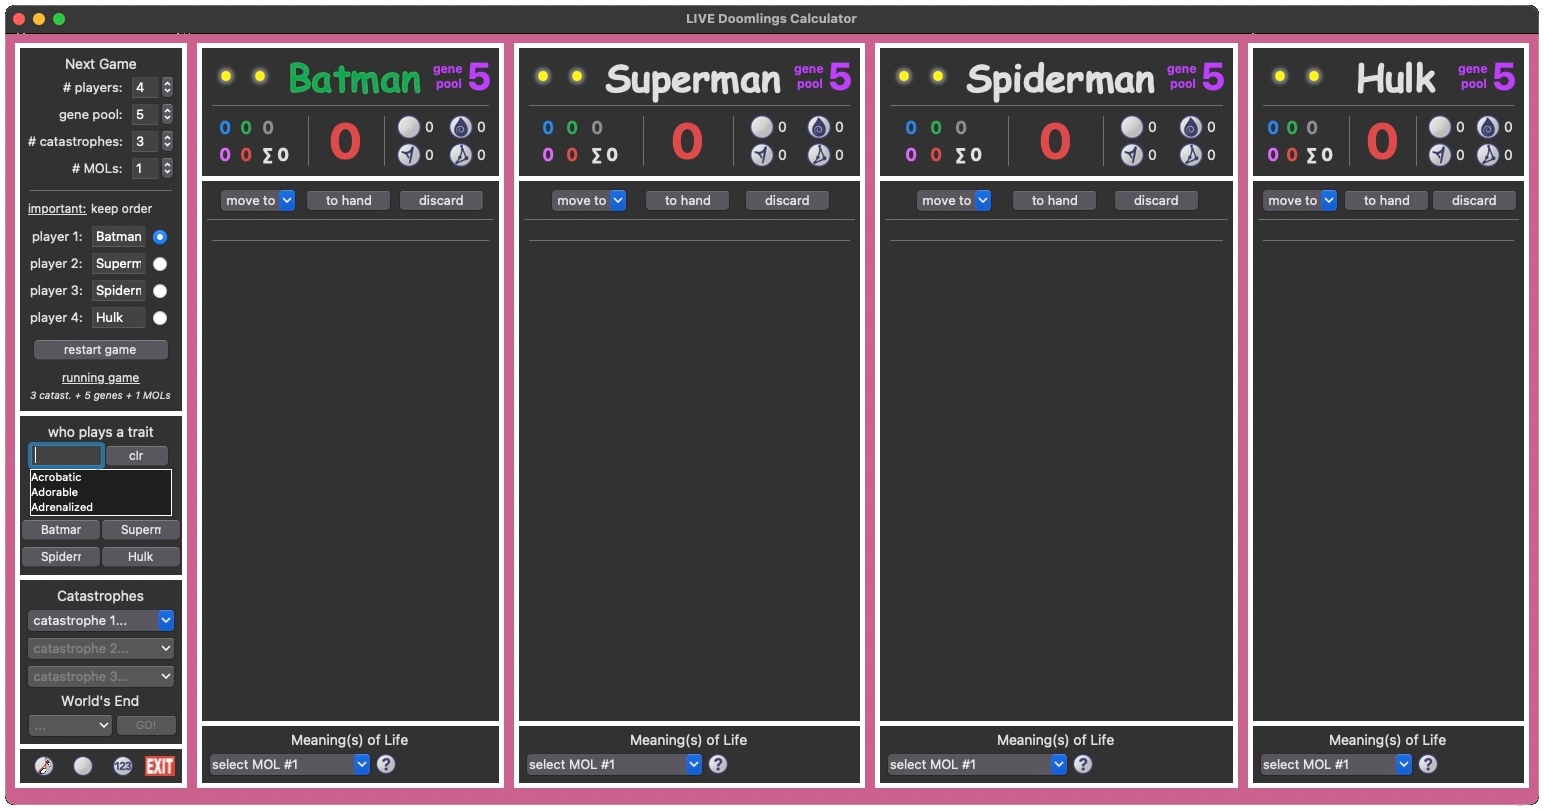 LIVE Doomlings Calculator
Next Game
# players: 4
gene pool: 5
# catastrophes: 3
# MOLs: 1
important: keep order
player 1: Batman
player 2: Superm
player 3: Spidern
player 4: Hulk
restart game
running game
3 catast. + 5 genes + 1 MOLs
who plays a trait
clr
Acrobatic
Adorable
Adrenalized
Batmar Superm
Spiderr Hulk
Catastrophes
catastrophe 1...
catastrophe 2...
catastrophe 3...
World's End
... GO!
123 EXIT
Batman gene pool 5
0 0 0 0 0 0
0 0 Σ 0 0 0
move to to hand discard
Meaning(s) of Life
select MOL #1 ?
Superman gene pool 5
0 0 0 0 0 0
0 0 Σ 0 0 0
move to to hand discard
Meaning(s) of Life
select MOL #1 ?
Spiderman gene pool 5
0 0 0 0 0 0
0 0 Σ 0 0 0
move to to hand discard
Meaning(s) of Life
select MOL #1 ?
Hulk gene pool 5
0 0 0 0 0 0
0 0 Σ 0 0 0
move to to hand discard
Meaning(s) of Life
select MOL #1 ?